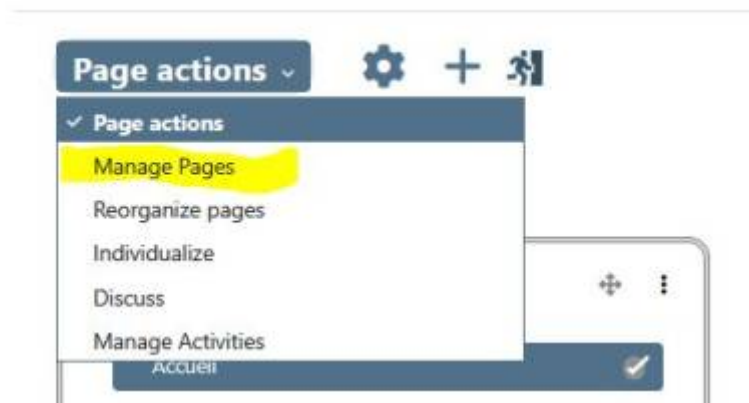 Page actions
Page actions
Manage Pages
Reorganize pages
Individualize
Discuss
Manage Activities
Accueil